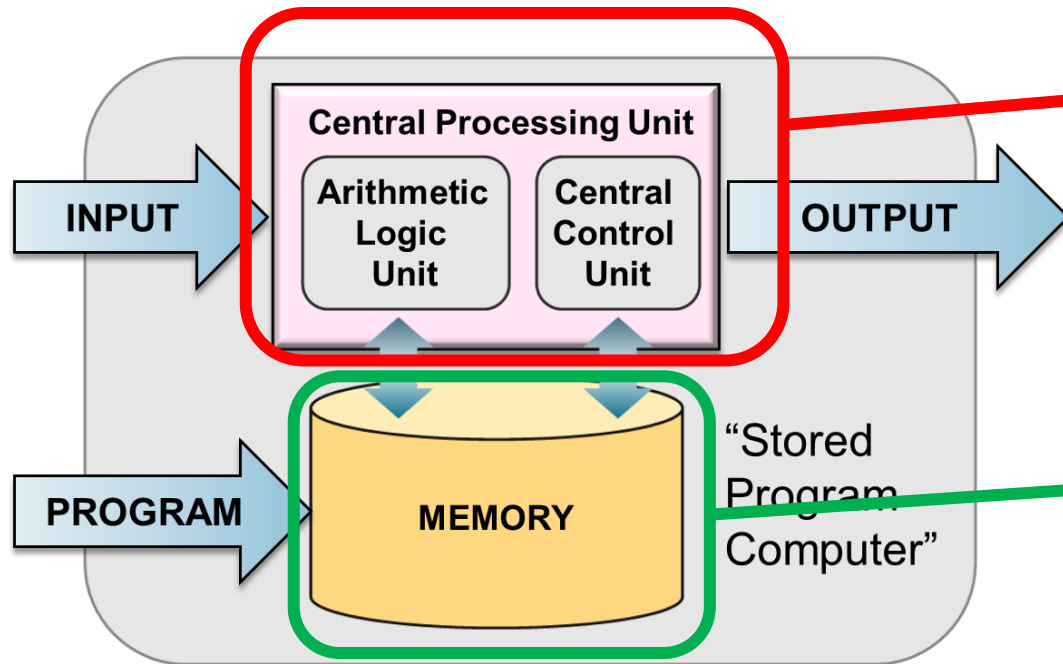 Central Processing Unit
Arithmetic
Logic
Unit
Central
Control
Unit
INPUT
OUTPUT
PROGRAM
MEMORY
“Stored
Program
Computer”